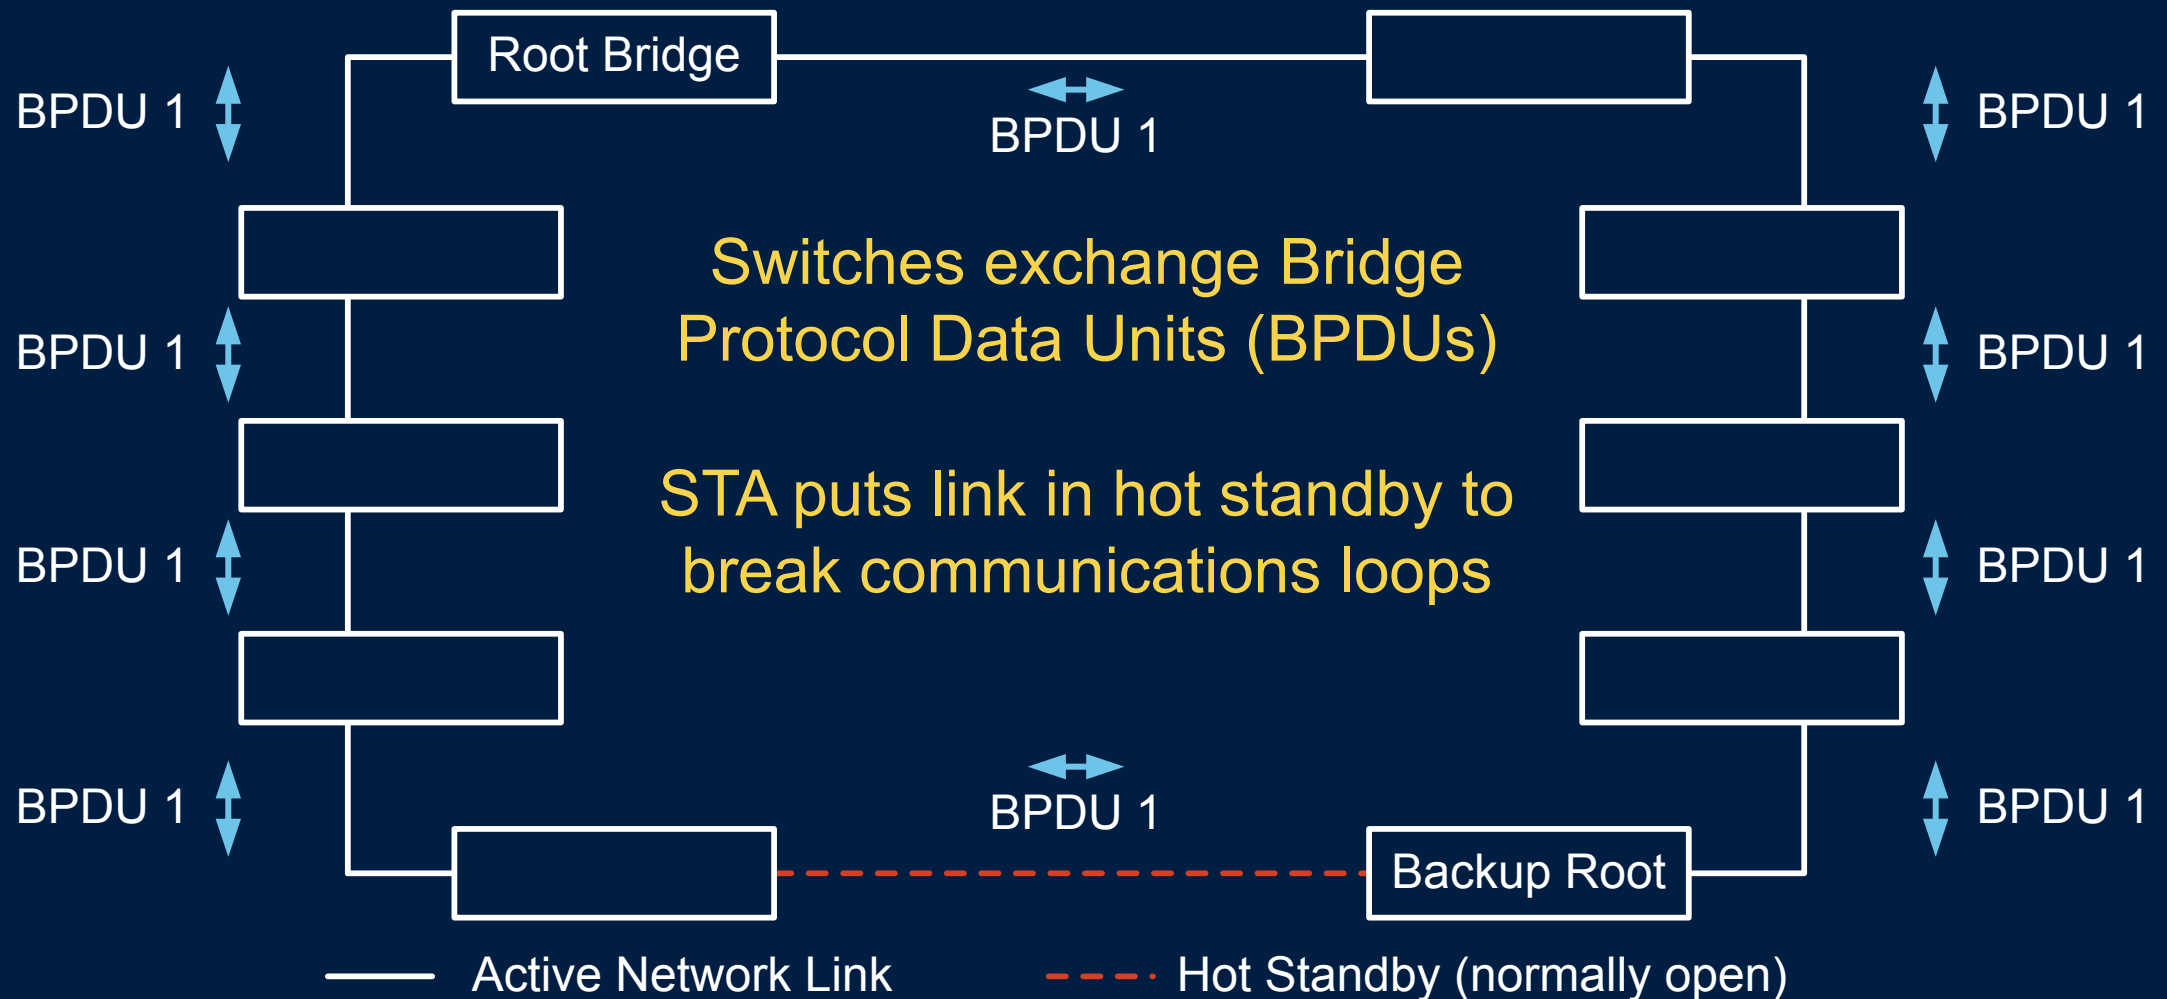 Root Bridge
BPDU 1
BPDU 1
BPDU 1
Switches exchange Bridge
Protocol Data Units (BPDUs)
BPDU 1
BPDU 1
STA puts link in hot standby to
break communications loops
BPDU 1
BPDU 1
BPDU 1
BPDU 1
BPDU 1
Backup Root
Active Network Link
Hot Standby (normally open)